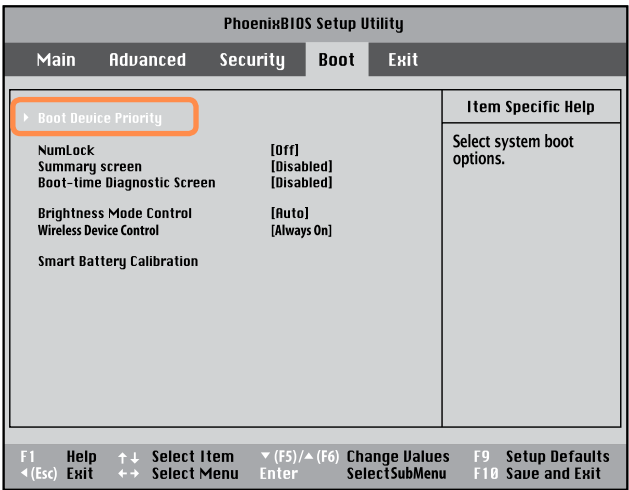 PhoenixBIOS Setup Utility
Main Advanced Security Boot Exit
Boot Device Priority
Item Specific Help
Select system boot
options.
NumLock [Off]
Summary screen [Disabled]
Boot-time Diagnostic Screen [Disabled]
Brightness Mode Control [Auto]
Wireless Device Control [Always On]
Smart Battery Calibration
F1 Help ↑↓ Select Item ▼(F5)/▲(F6) Change Values F9 Setup Defaults
◄(Esc) Exit ←→ Select Menu Enter SelectSubMenu F10 Save and Exit